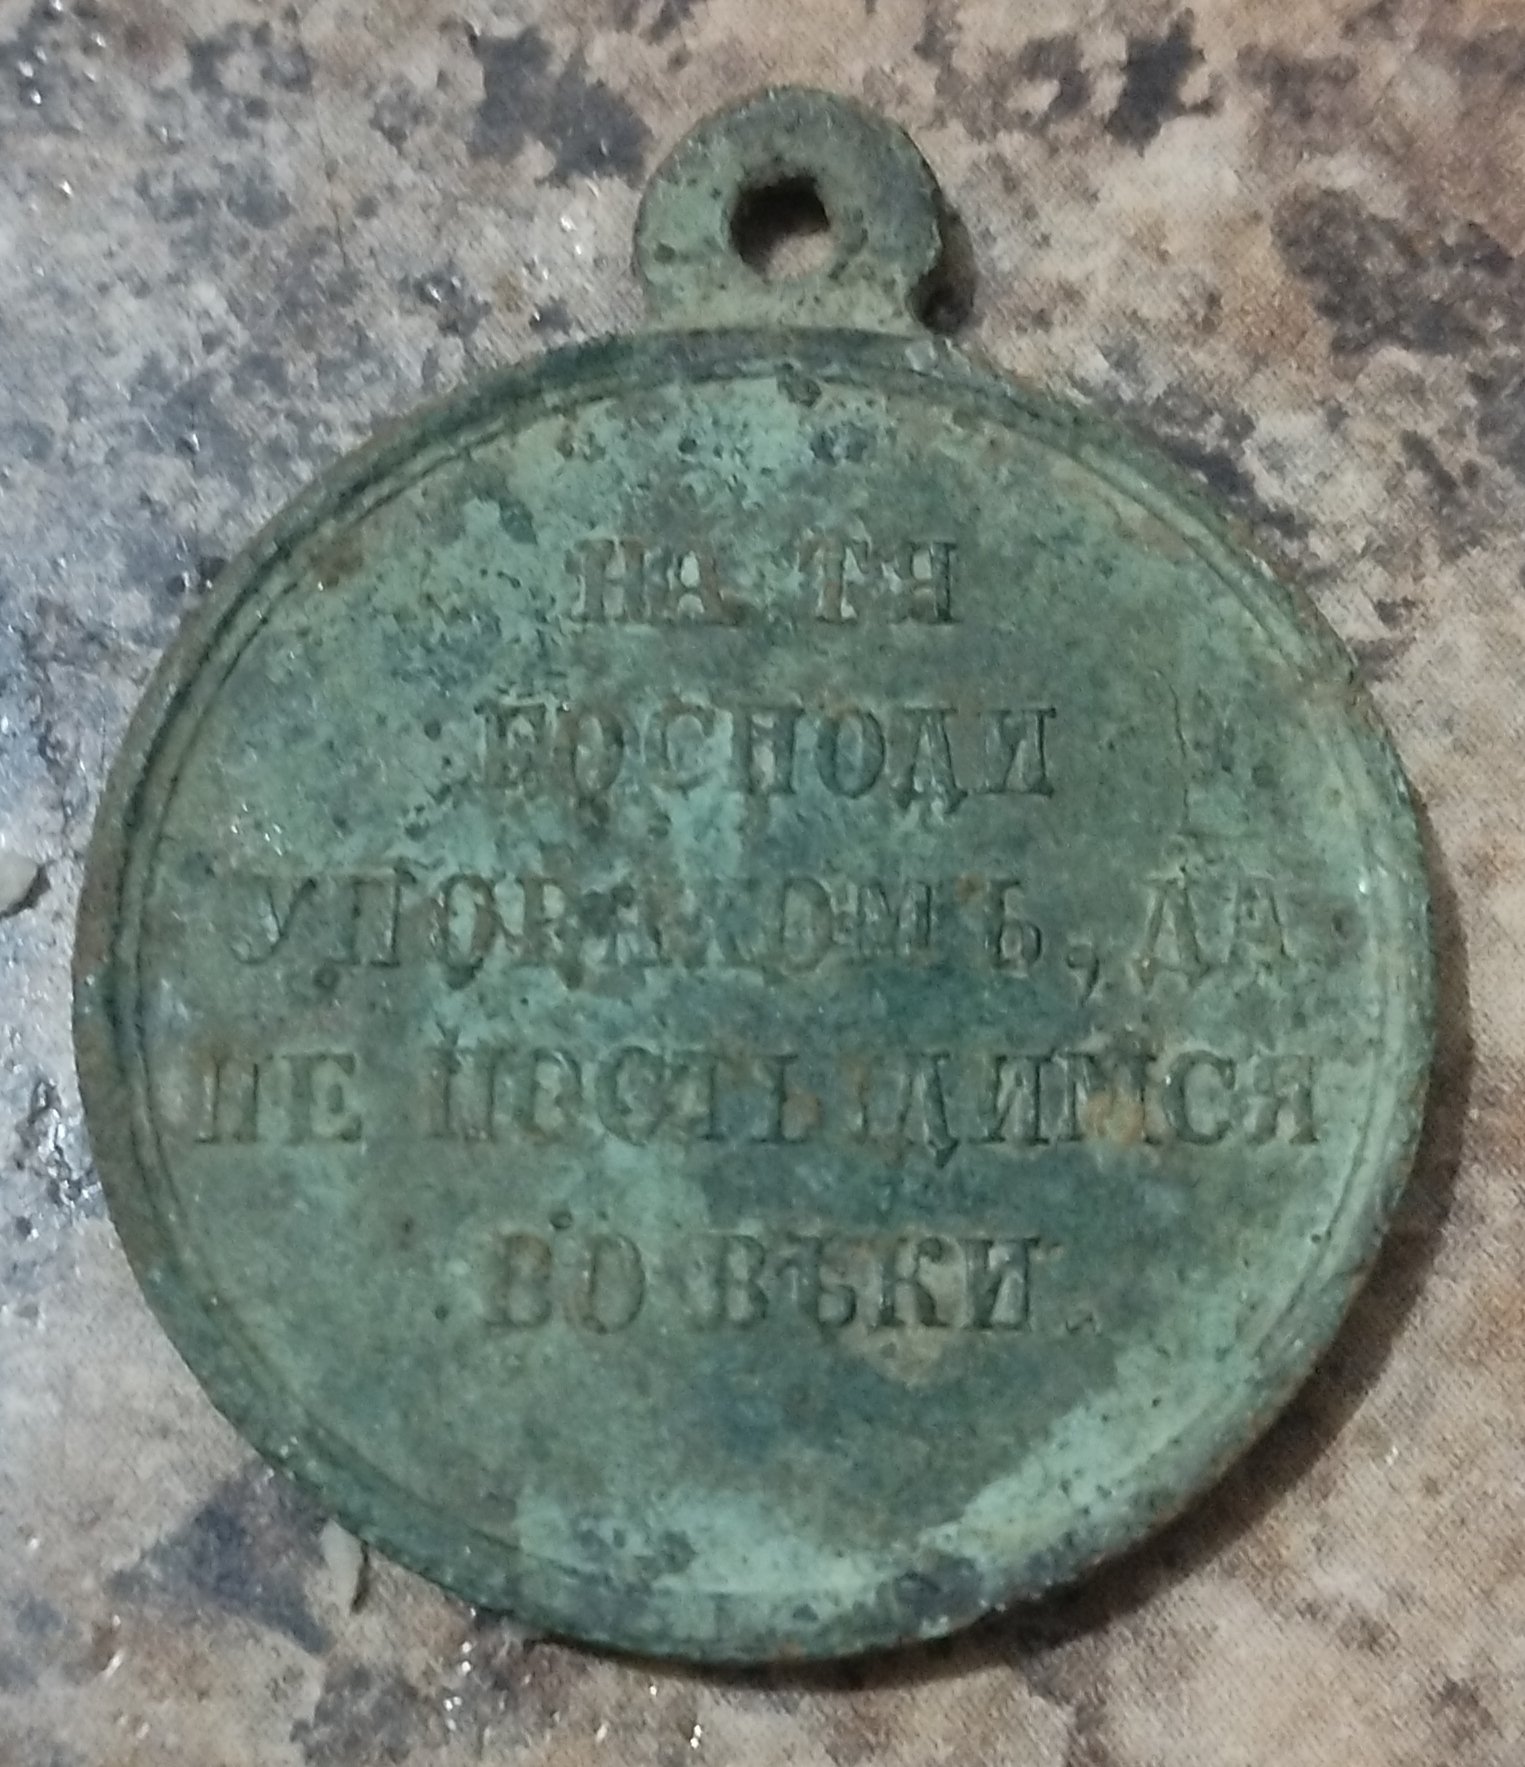 НА ТЯ
ГОСПОДИ
УПОВАХОМЪ, ДА
НЕ ПОСТЫДИМСЯ
ВО ВѢКИ.